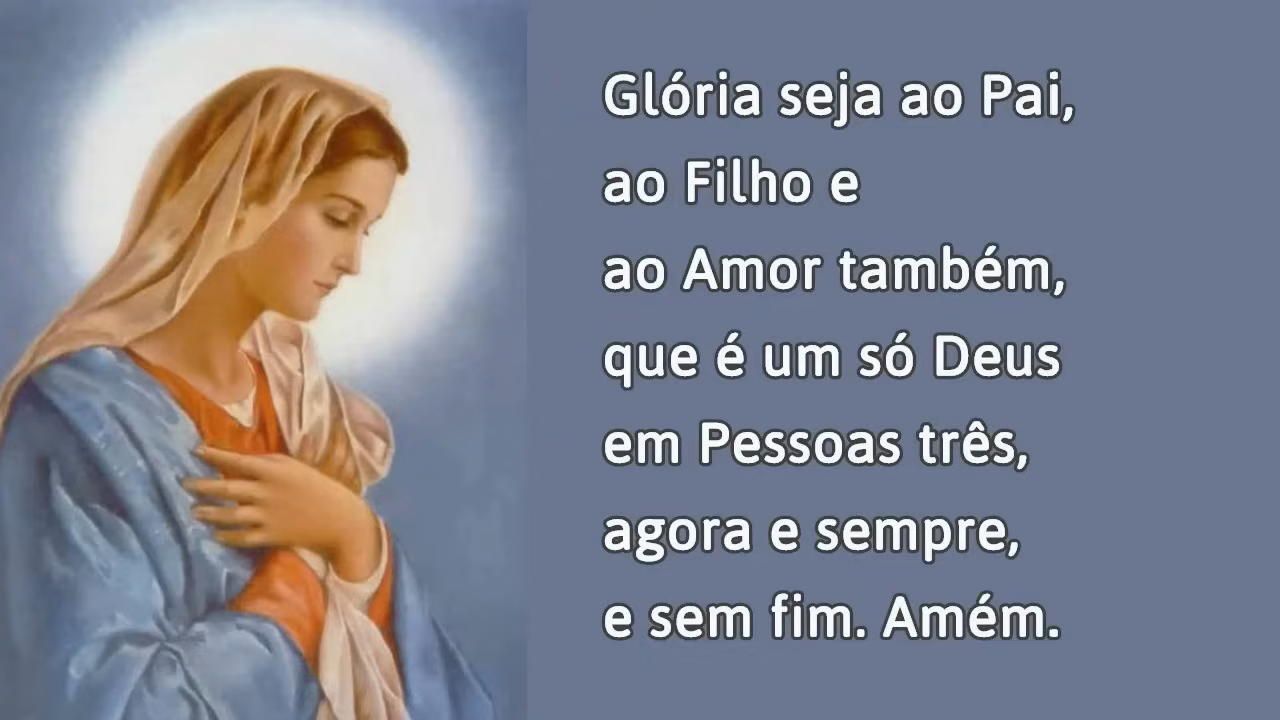 Glória seja ao Pai,
ao Filho e
ao Amor também,
que é um só Deus
em Pessoas três,
agora e sempre,
e sem fim. Amém.